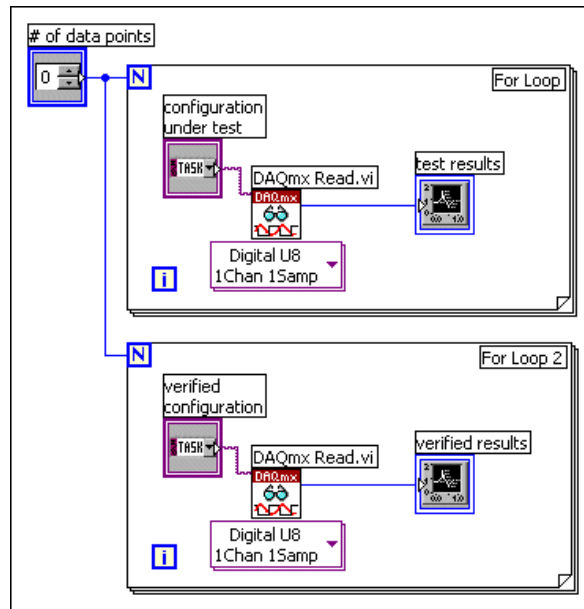 # of data points
0
N
For Loop
configuration
under test
TASK
DAQmx Read.vi
DAQmx
test results
Digital U8
1Chan 1Samp
i
N
For Loop 2
verified
configuration
TASK
DAQmx Read.vi
DAQmx
verified results
Digital U8
1Chan 1Samp
i